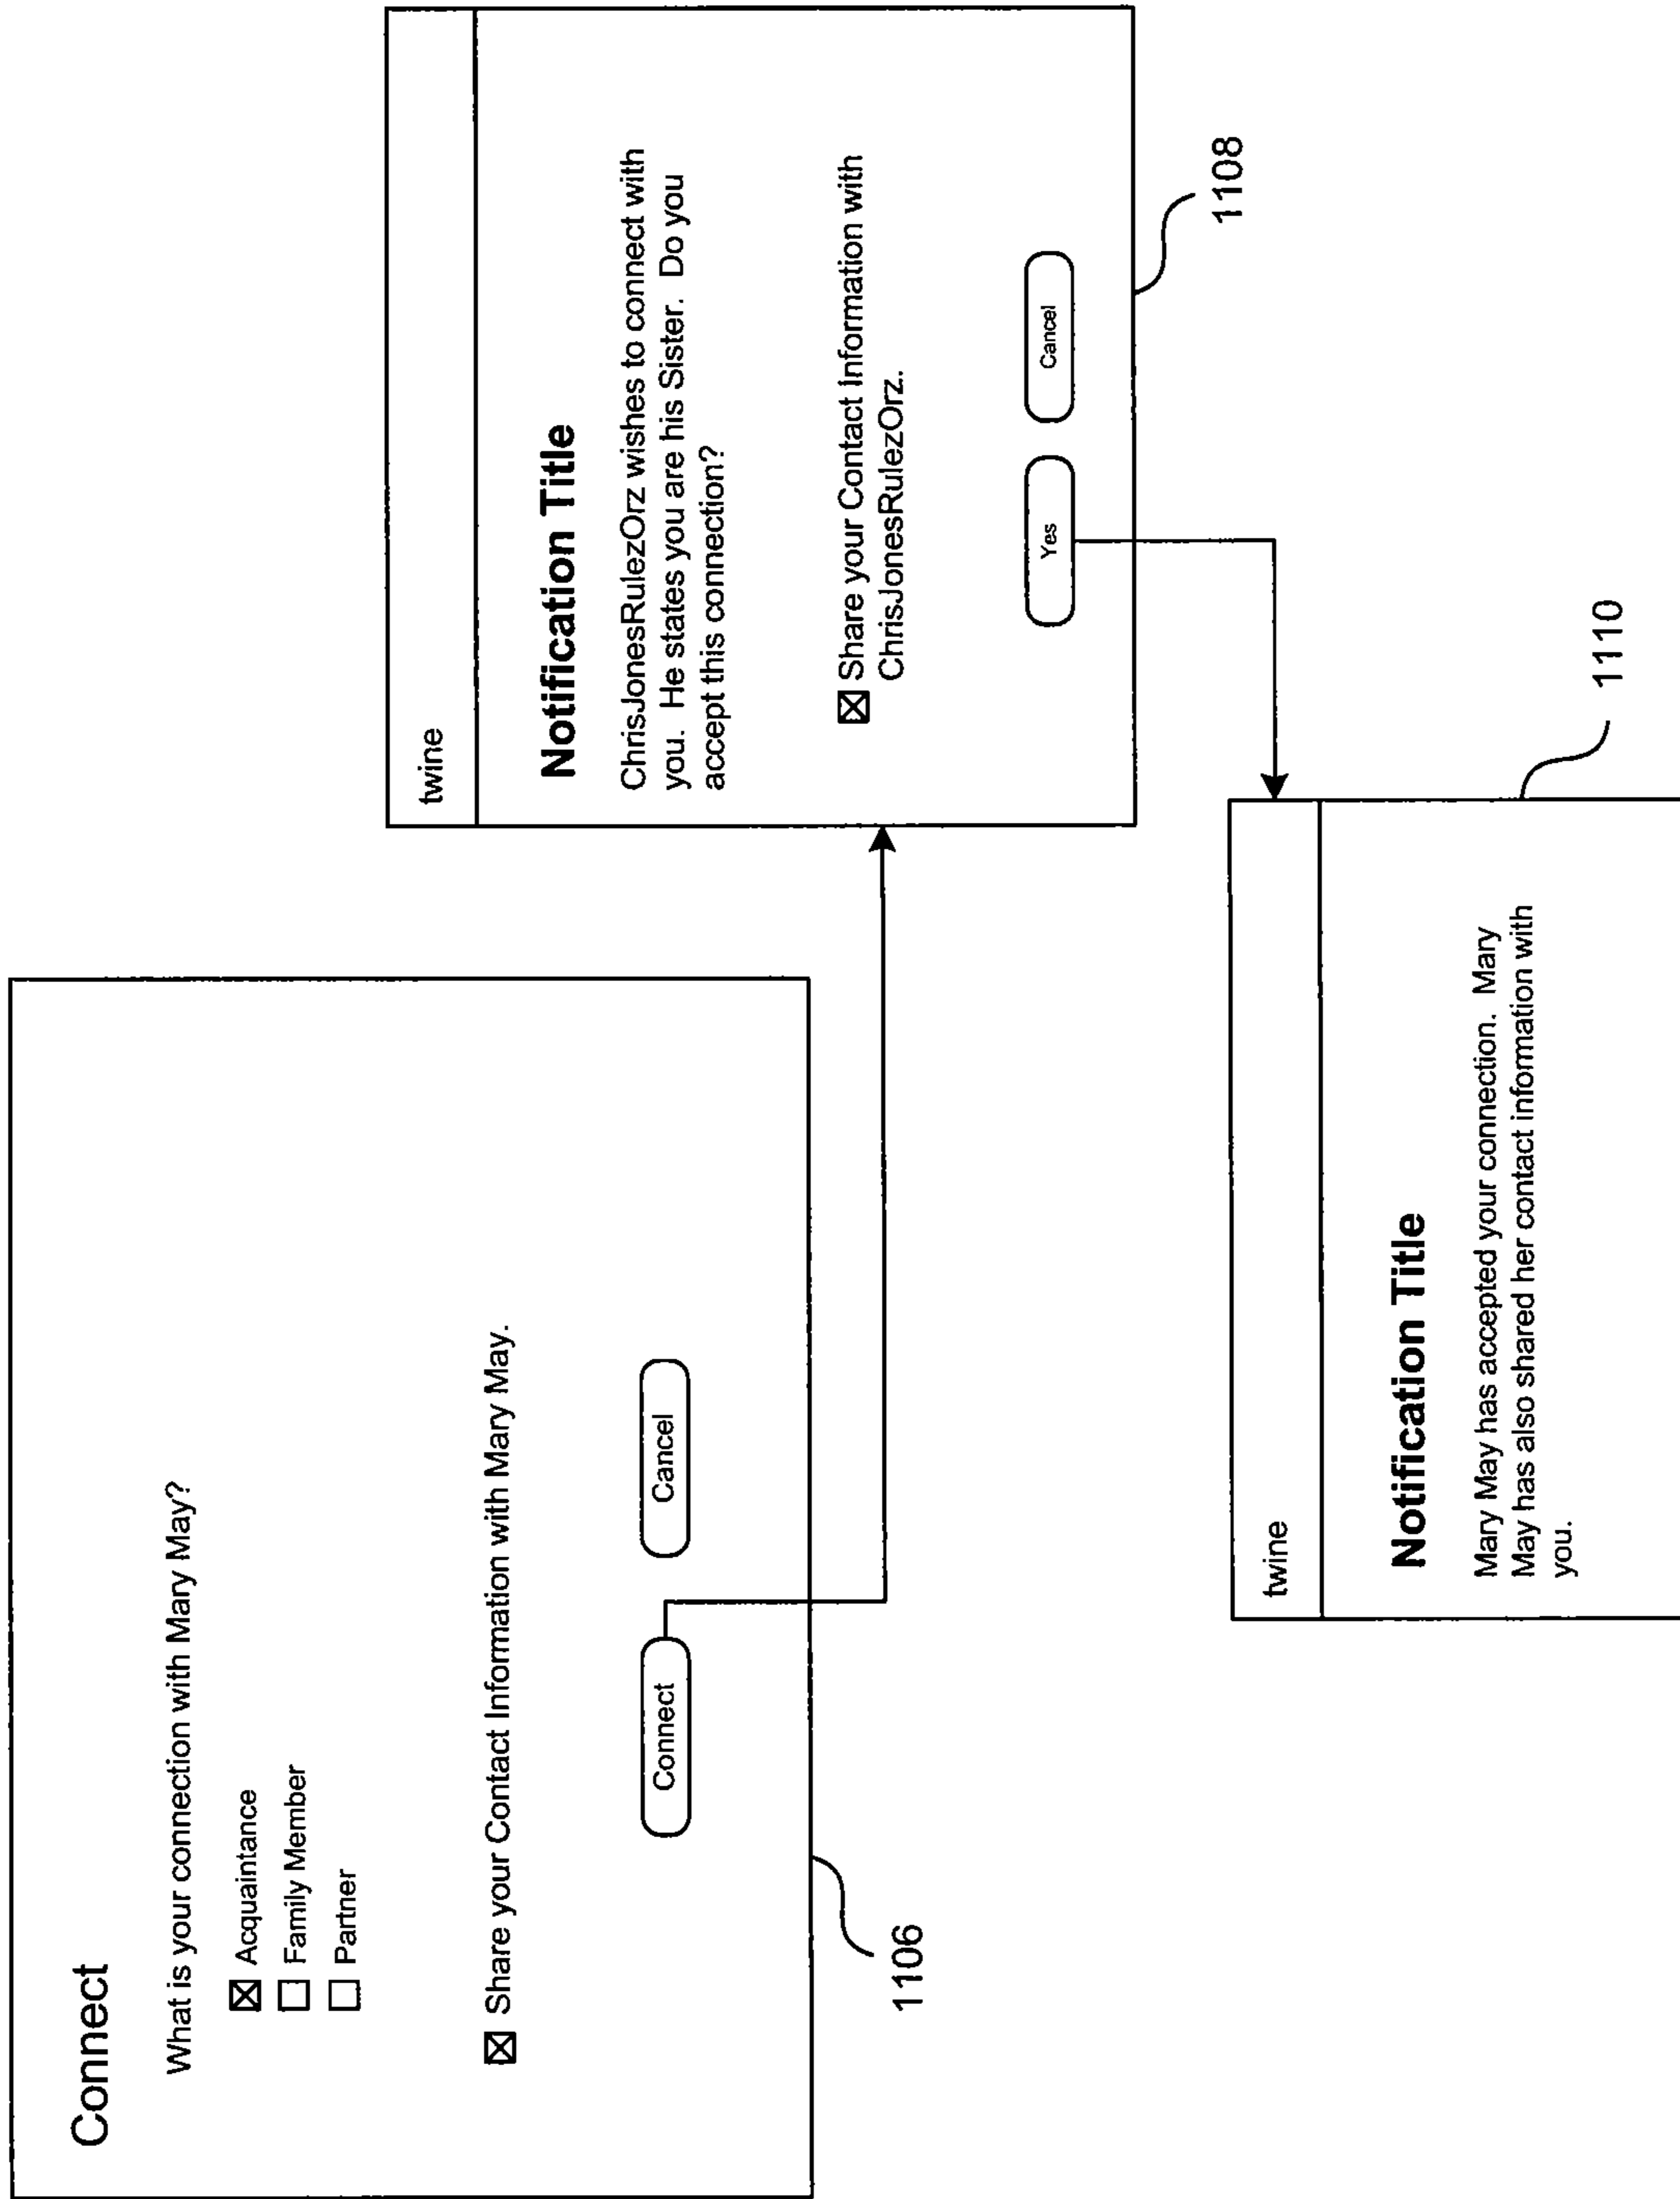 Connect
What is your connection with Mary May?
Acquaintance
Family Member
Partner
Share your Contact Information with Mary May.
Connect
Cancel
1106
twine
Notification Title
ChrisJonesRulezOrz wishes to connect with
you. He states you are his Sister. Do you
accept this connection?
Share your Contact Information with
ChrisJonesRulezOrz.
Yes
Cancel
1108
twine
Notification Title
Mary May has accepted your connection. Mary
May has also shared her contact information with
you.
1110